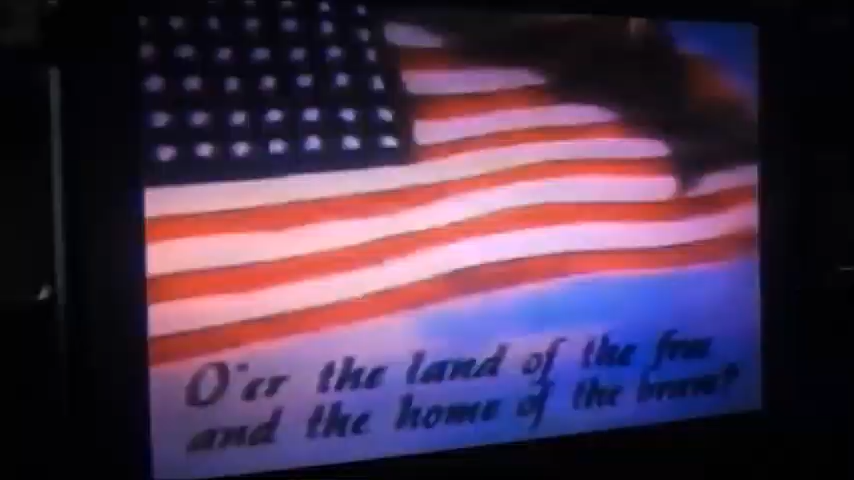 O'er the land of the free
and the home of the brave?